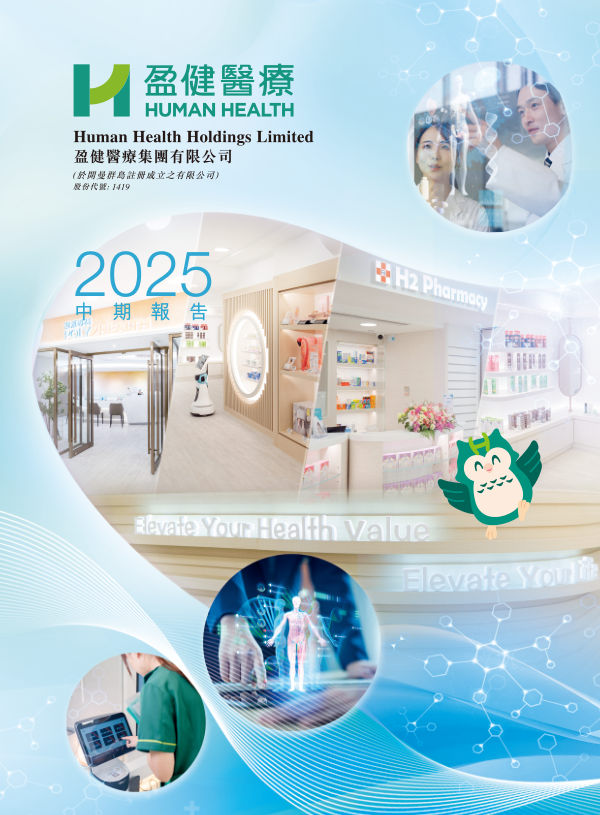 盈健醫療
HUMAN HEALTH
Human Health Holdings Limited
盈健醫療集團有限公司
(於開曼群島註冊成立之有限公司)
股份代號: 1419
2025
中期報告
H2 Pharmacy
Elevate Your Health Value
Elevate Your